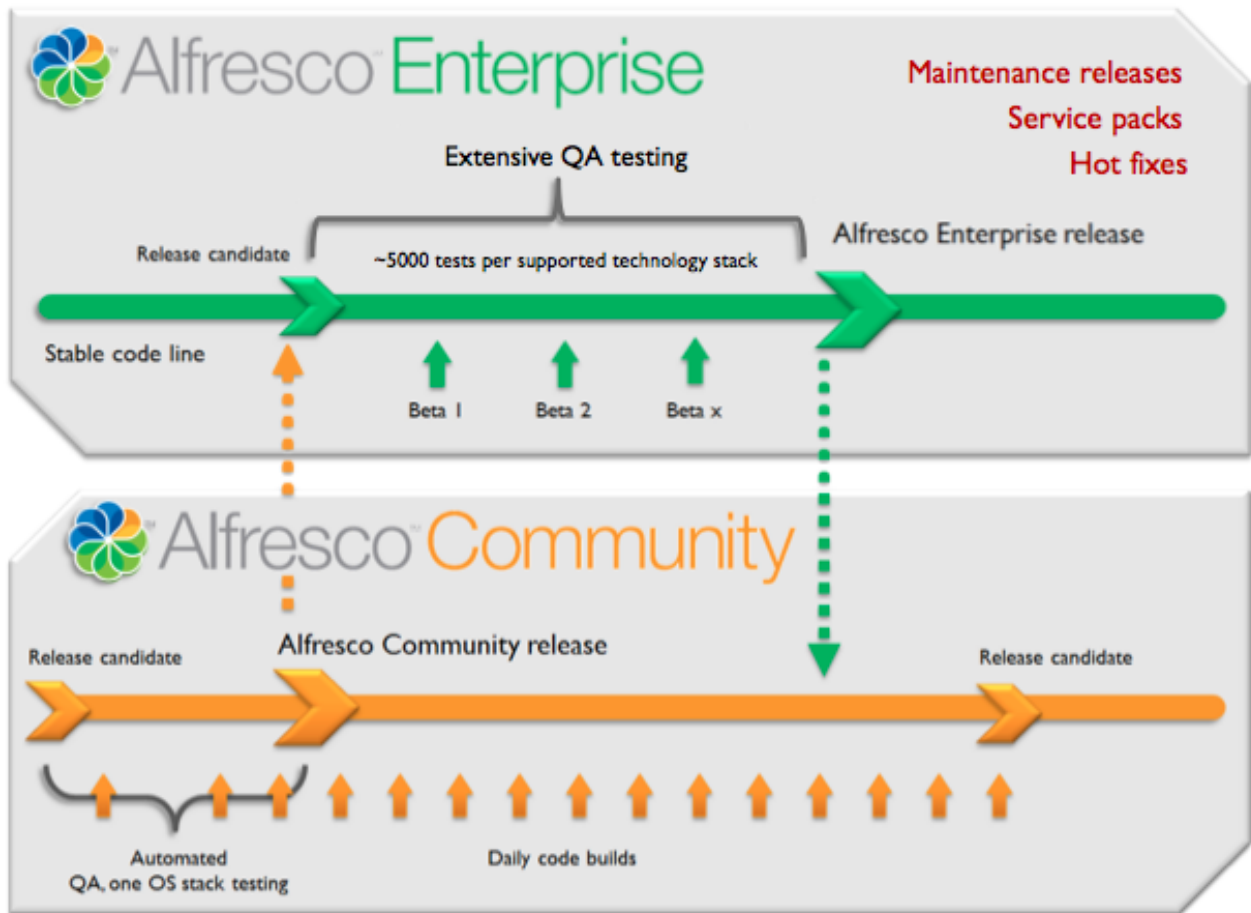 Alfresco™ Enterprise
Maintenance releases
Service packs
Hot fixes
Extensive QA testing
Release candidate
~5000 tests per supported technology stack
Alfresco Enterprise release
Stable code line
Beta 1
Beta 2
Beta x
Alfresco™ Community
Release candidate
Alfresco Community release
Release candidate
Automated
QA, one OS stack testing
Daily code builds